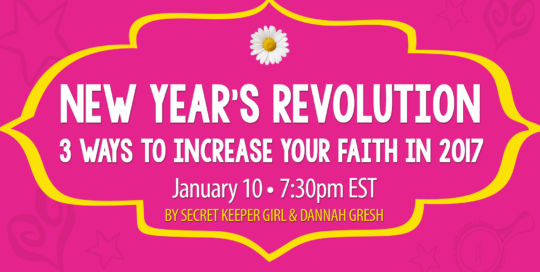 NEW YEAR'S REVOLUTION
3 WAYS TO INCREASE YOUR FAITH IN 2017
January 10 • 7:30pm EST
BY SECRET KEEPER GIRL & DANNAH GRESH